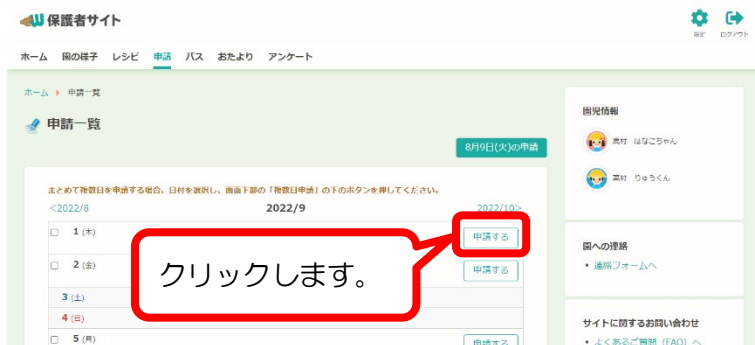 保護者サイト
設定 ログアウト
ホーム 園の様子 レシピ 申請 バス おたより アンケート
ホーム 申請一覧
申請一覧
8月9日(火)の申請
まとめて複数日を申請する場合、日付を選択し、画面下部の「複数日申請」の下のボタンを押してください。
<2022/8 2022/9 2022/10>
1 (木) 申請する
2 (金) 申請する
クリックします。
3 (土)
4 (日)
5 (月) 申請する
園児情報
高村 はなこちゃん
高村 りゅうくん
園への連絡
・連絡フォームへ
サイトに関するお問い合わせ
・よくあるご質問 (FAQ) へ